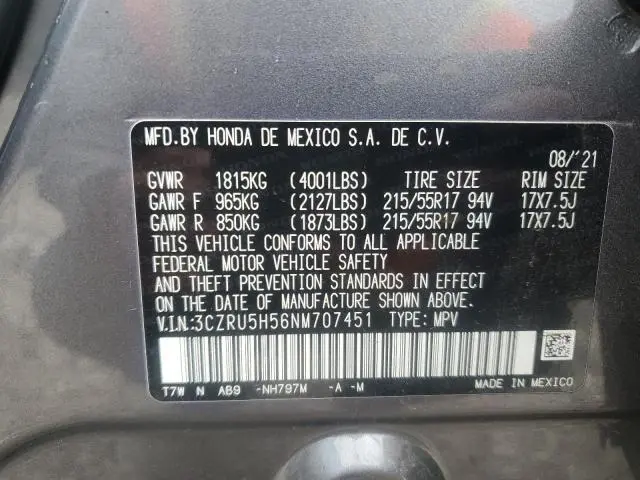 MFD.BY HONDA DE MEXICO S.A. DE C.V.
08/'21
GVWR 1815KG (4001LBS) TIRE SIZE RIM SIZE
GAWR F 965KG (2127LBS) 215/55R17 94V 17X7.5J
GAWR R 850KG (1873LBS) 215/55R17 94V 17X7.5J
THIS VEHICLE CONFORMS TO ALL APPLICABLE
FEDERAL MOTOR VEHICLE SAFETY
AND THEFT PREVENTION STANDARDS IN EFFECT
ON THE DATE OF MANUFACTURE SHOWN ABOVE.
V.I.N.:3CZRU5H56NM707451 TYPE: MPV
T7W N AB9 -NH797M -A -M
MADE IN MEXICO